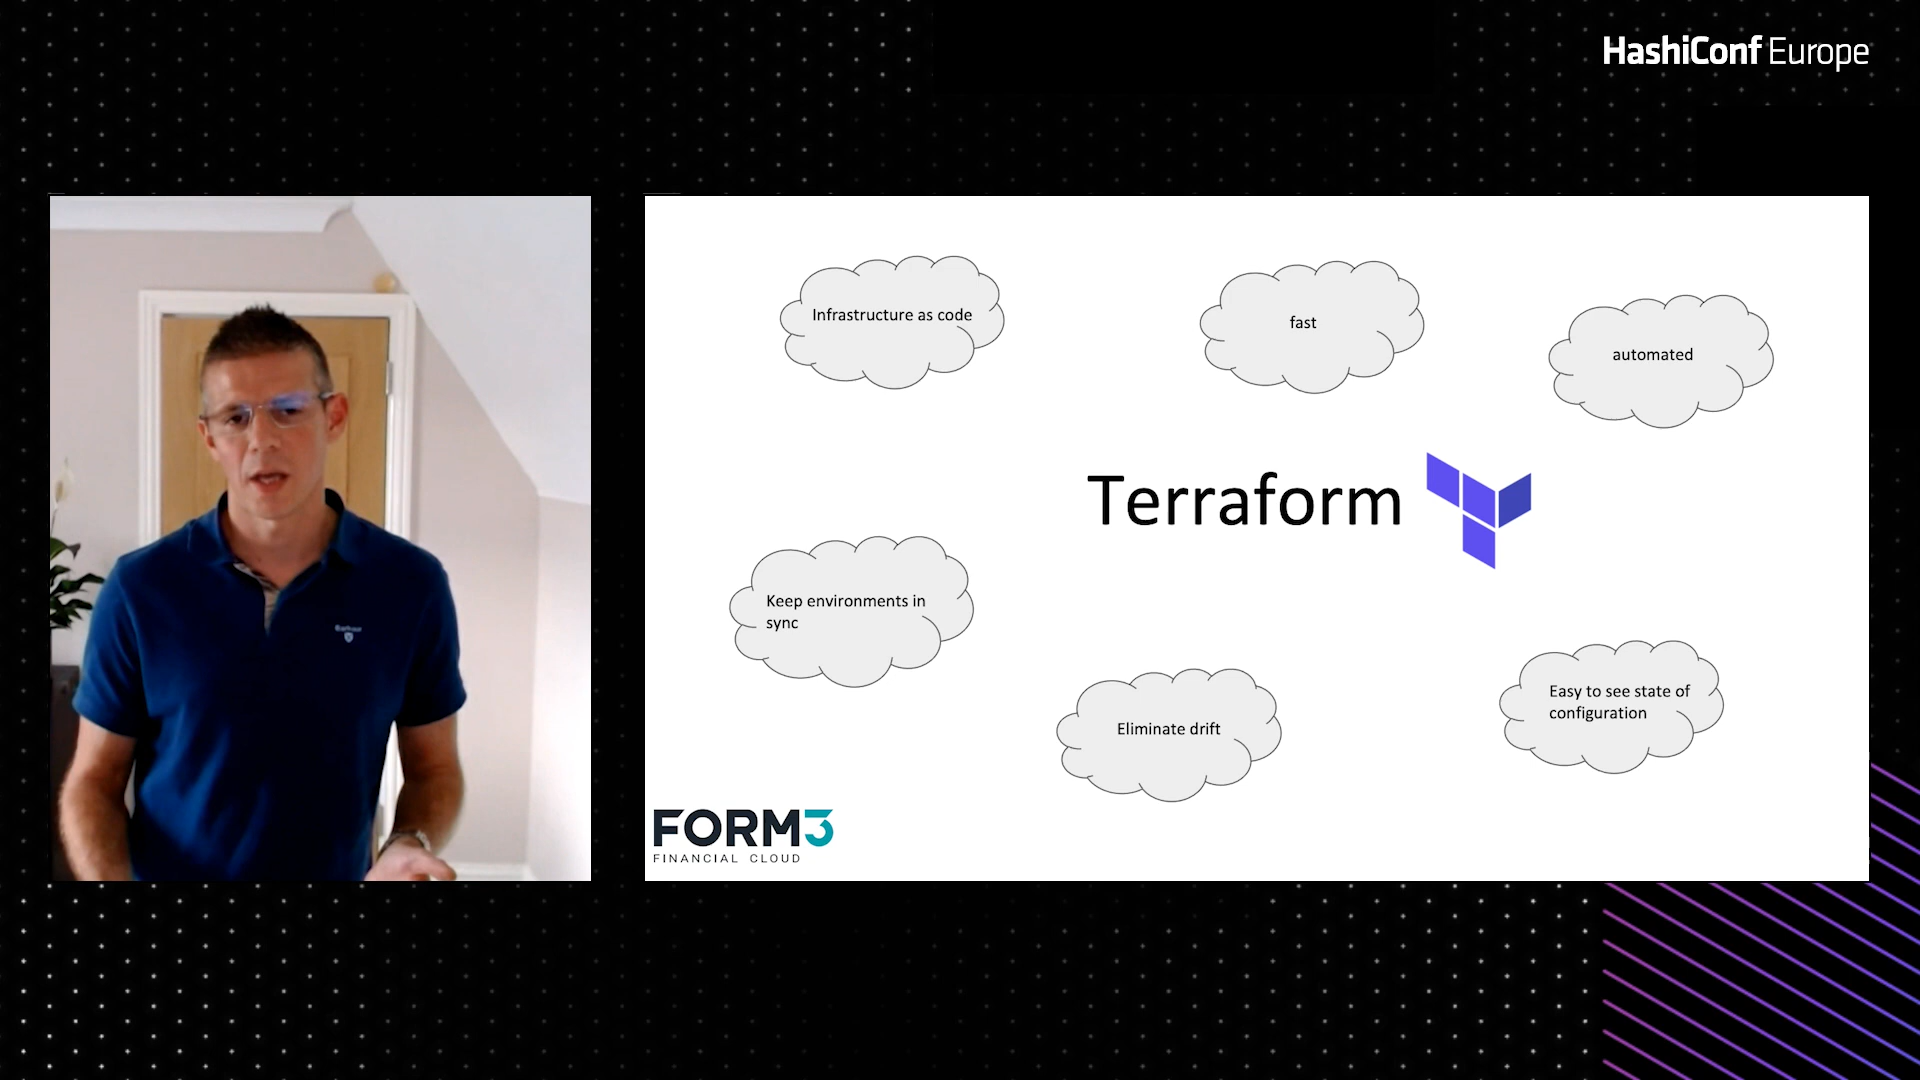 HashiConf Europe
Infrastructure as code
fast
automated
Terraform
Keep environments in
sync
Eliminate drift
Easy to see state of
configuration
FORM3
FINANCIAL CLOUD
Barbour